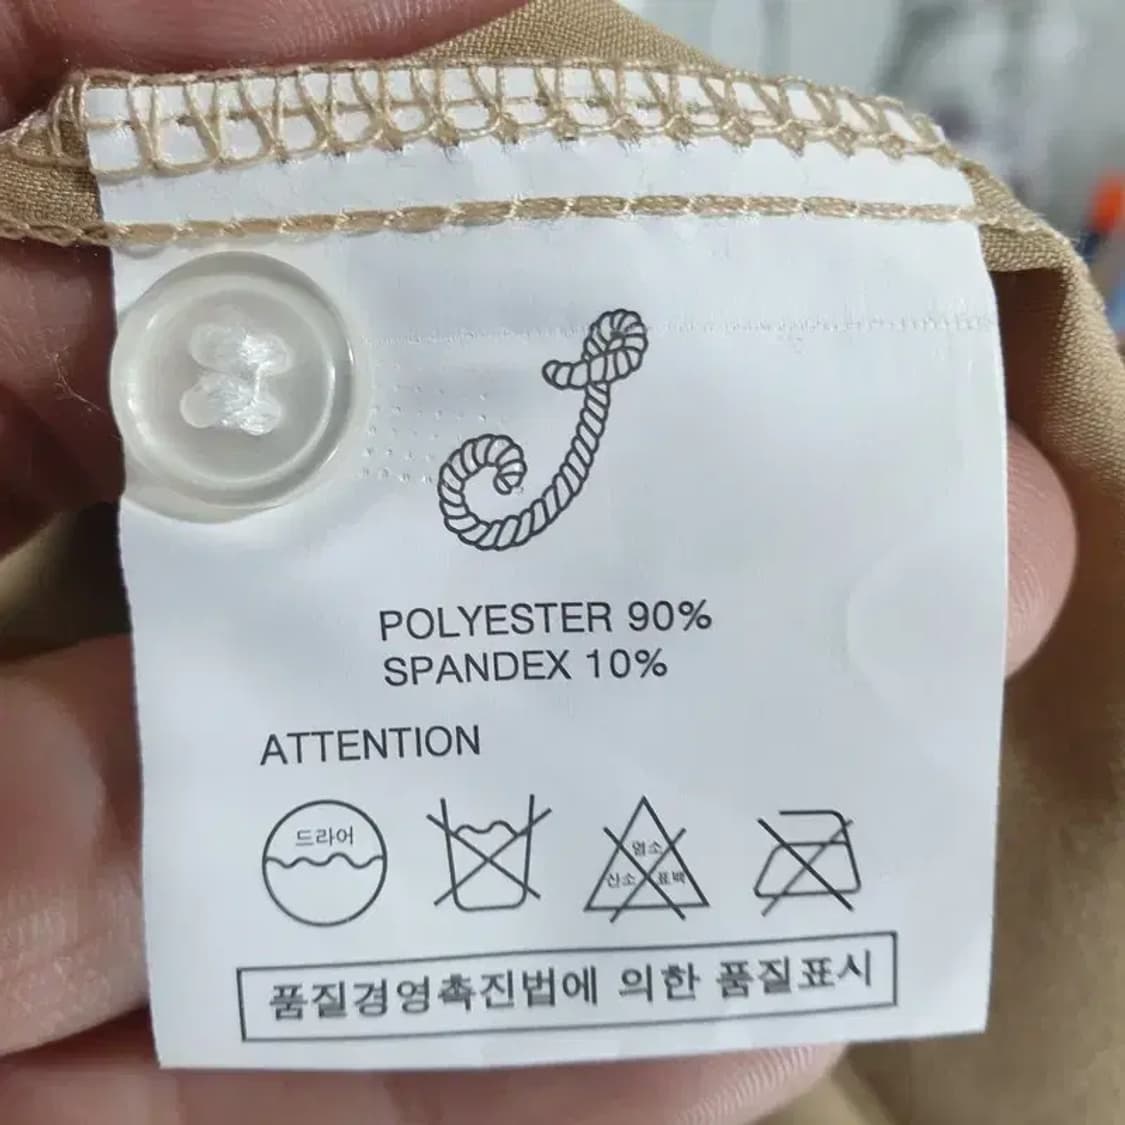 POLYESTER 90%
SPANDEX 10%
ATTENTION
드라어
염소
산소 표백
품질경영촉진법에 의한 품질표시